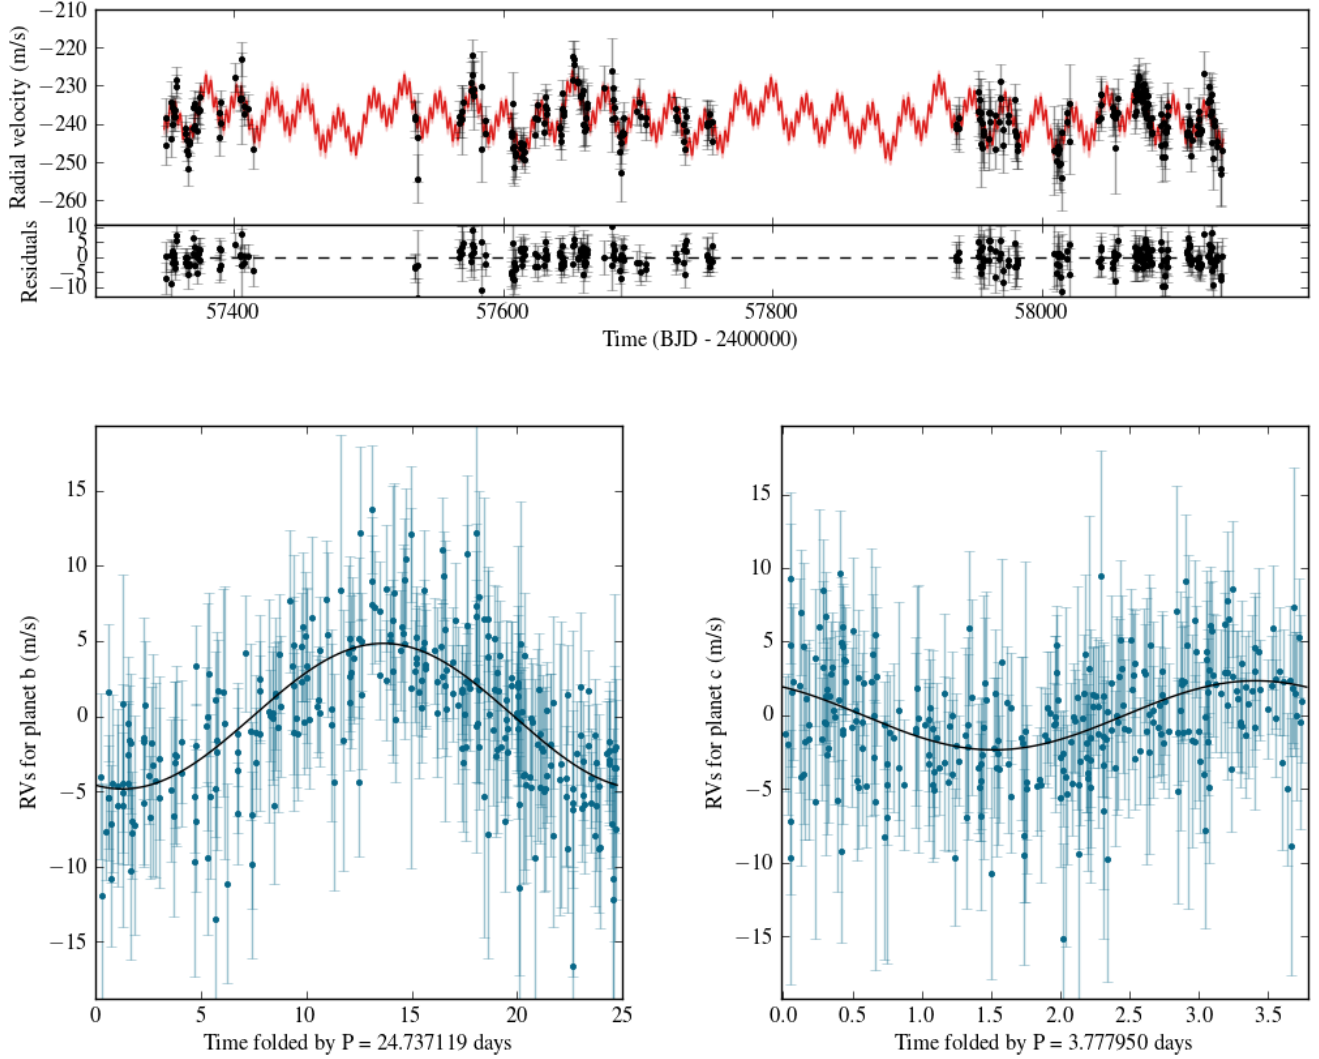 −210
−220
−230
−240
−250
−260
Radial velocity (m/s)
10
5
0
−5
−10
Residuals
57400 57600 57800 58000
Time (BJD - 2400000)
15
10
5
0
−5
−10
−15
RVs for planet b (m/s)
0 5 10 15 20 25
Time folded by P = 24.737119 days
15
10
5
0
−5
−10
−15
RVs for planet c (m/s)
0.0 0.5 1.0 1.5 2.0 2.5 3.0 3.5
Time folded by P = 3.777950 days